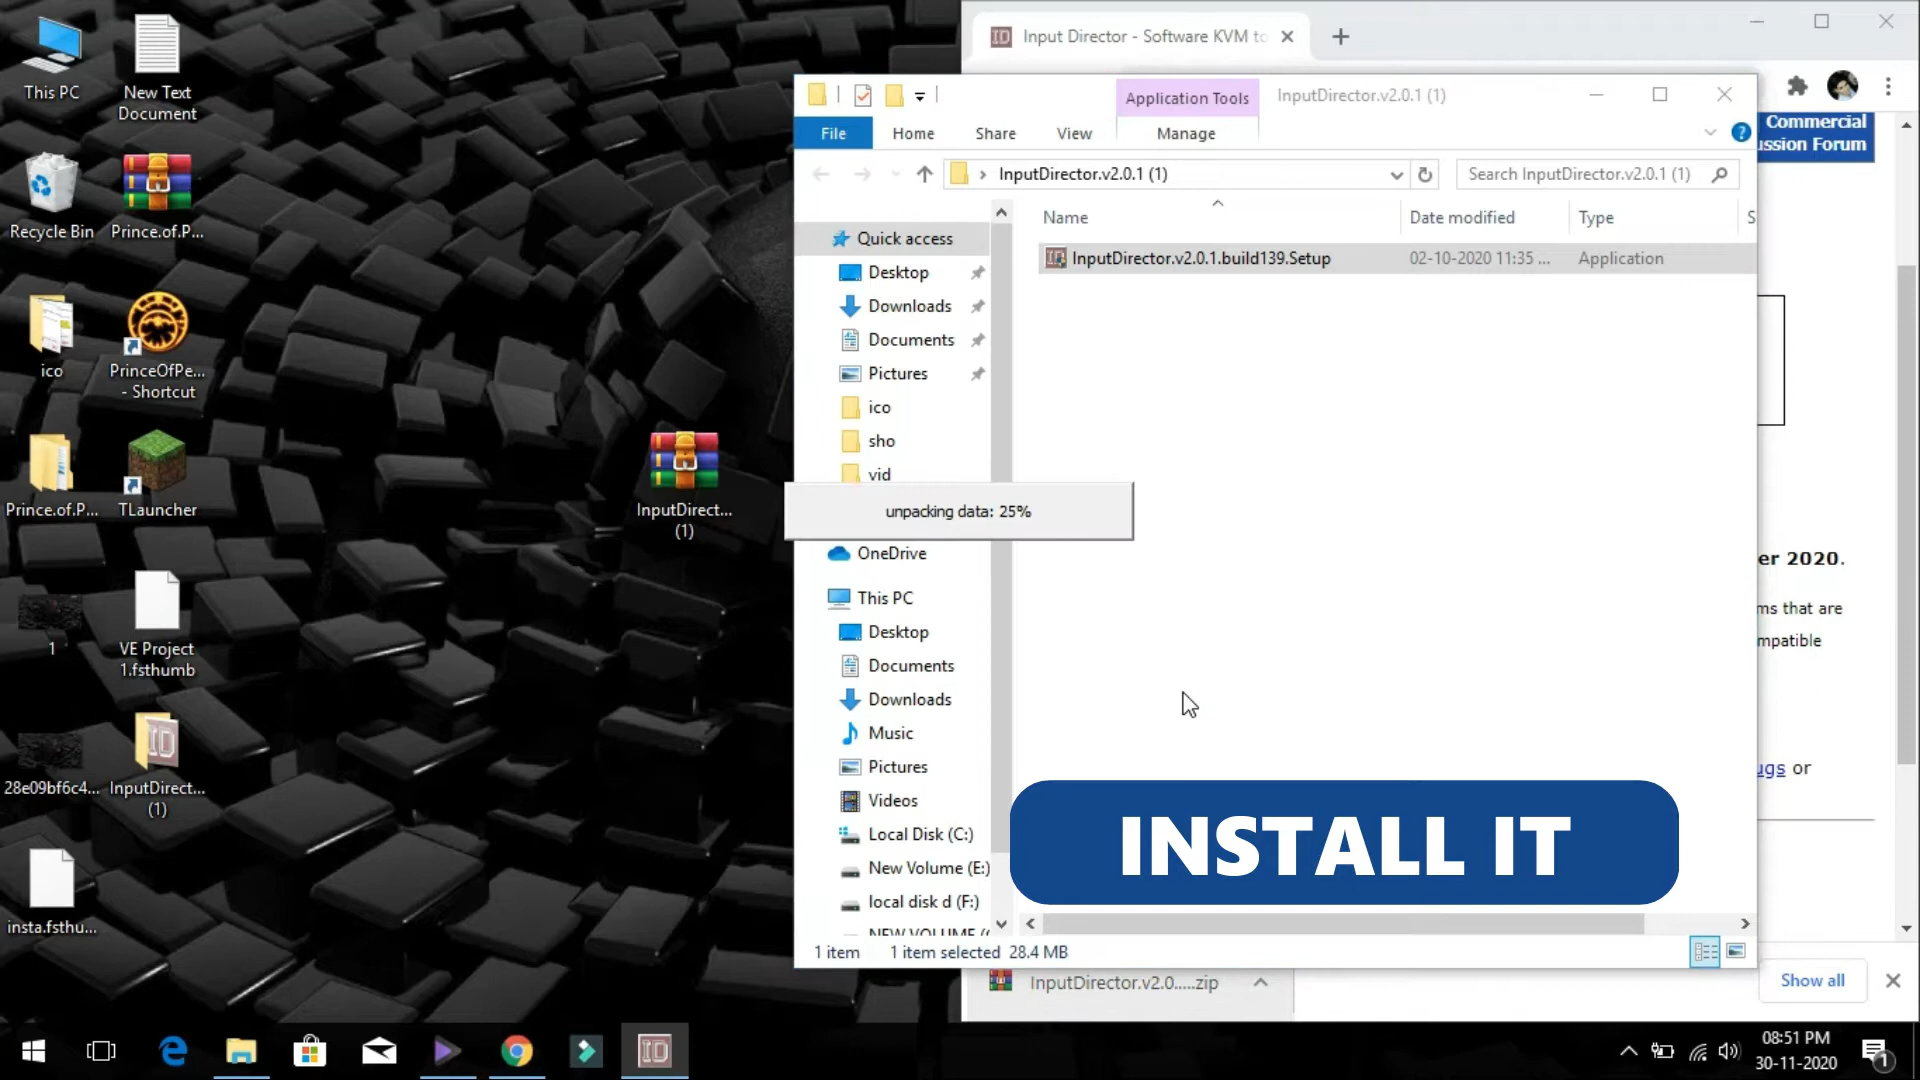 This PC
New Text
Document
Recycle Bin
Prince.of.P...
ico
PrinceOfPe...
- Shortcut
Prince.of.P...
TLauncher
InputDirect...
(1)
1
VE Project
1.fsthumb
28e09bf6c4...
InputDirect...
(1)
insta.fsthu...
ID Input Director - Software KVM to
Commercial
ussion Forum
Application Tools
InputDirector.v2.0.1 (1)
File
Home
Share
View
Manage
InputDirector.v2.0.1 (1)
Search InputDirector.v2.0.1 (1)
Name
Date modified
Type
S
InputDirector.v2.0.1.build139.Setup
02-10-2020 11:35 ...
Application
Quick access
Desktop
Downloads
Documents
Pictures
ico
sho
vid
unpacking data: 25%
OneDrive
This PC
Desktop
Documents
Downloads
Music
Pictures
Videos
Local Disk (C:)
New Volume (E:)
local disk d (F:)
er 2020.
ms that are
mpatible
ugs or
INSTALL IT
1 item
1 item selected 28.4 MB
InputDirector.v2.0.....zip
Show all
ID
08:51 PM
30-11-2020
1